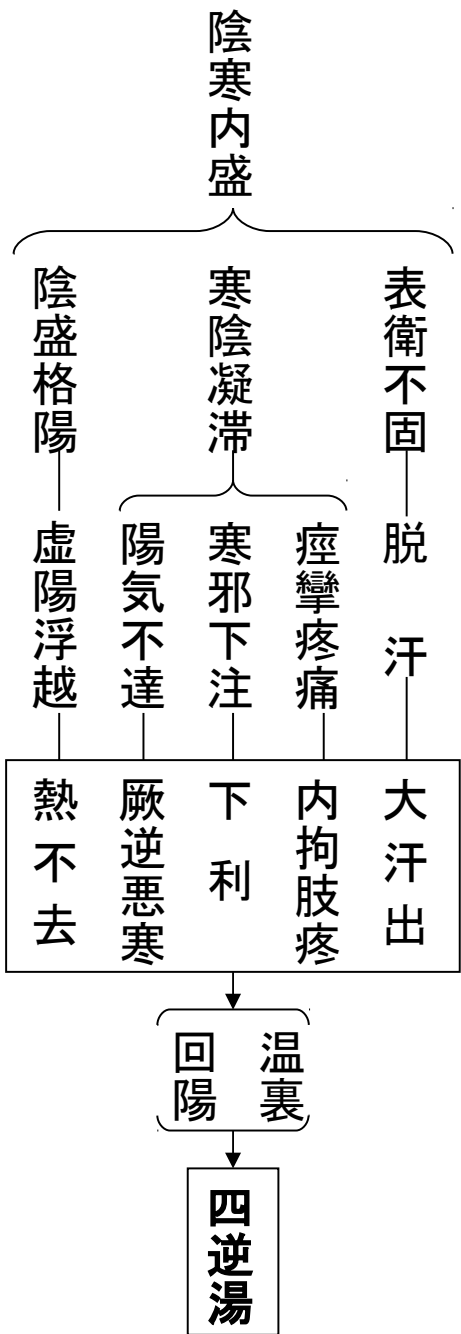 陰寒内盛
表衛不固
寒陰凝滞
陰盛格陽
脱汗
痙攣疼痛
寒邪下注
陽気不達
虚陽浮越
大汗出
内拘肢疼
下利
厥逆悪寒
熱不去
温裏
回陽
四逆湯